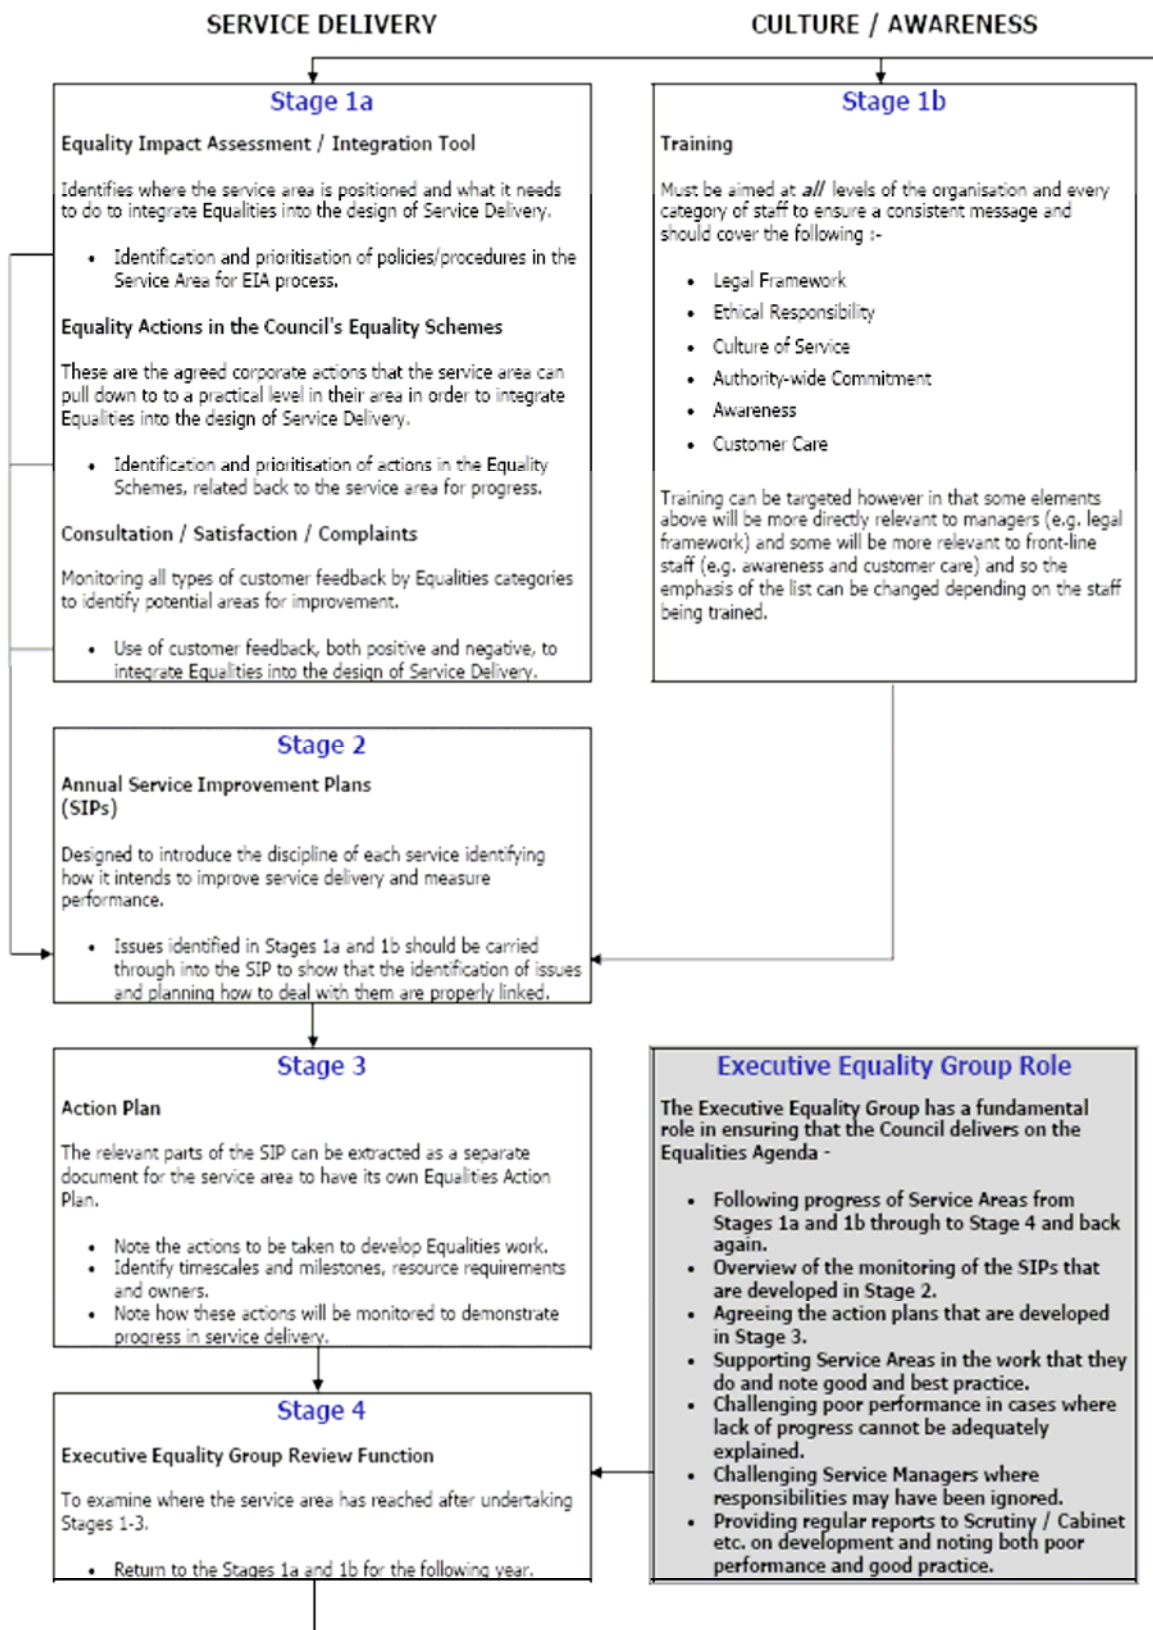 SERVICE DELIVERY
CULTURE / AWARENESS
Stage 1a
Equality Impact Assessment / Integration Tool
Identifies where the service area is positioned and what it needs
to do to integrate Equalities into the design of Service Delivery.
• Identification and prioritisation of policies/procedures in the
Service Area for EIA process.
Equality Actions in the Council's Equality Schemes
These are the agreed corporate actions that the service area can
pull down to to a practical level in their area in order to integrate
Equalities into the design of Service Delivery.
• Identification and prioritisation of actions in the Equality
Schemes, related back to the service area for progress.
Consultation / Satisfaction / Complaints
Monitoring all types of customer feedback by Equalities categories
to identify potential areas for improvement.
• Use of customer feedback, both positive and negative, to
integrate Equalities into the design of Service Delivery.
Stage 1b
Training
Must be aimed at all levels of the organisation and every
category of staff to ensure a consistent message and
should cover the following :-
• Legal Framework
• Ethical Responsibility
• Culture of Service
• Authority-wide Commitment
• Awareness
• Customer Care
Training can be targeted however in that some elements
above will be more directly relevant to managers (e.g. legal
framework) and some will be more relevant to front-line
staff (e.g. awareness and customer care) and so the
emphasis of the list can be changed depending on the staff
being trained.
Stage 2
Annual Service Improvement Plans
(SIPs)
Designed to introduce the discipline of each service identifying
how it intends to improve service delivery and measure
performance.
• Issues identified in Stages 1a and 1b should be carried
through into the SIP to show that the identification of issues
and planning how to deal with them are properly linked.
Stage 3
Action Plan
The relevant parts of the SIP can be extracted as a separate
document for the service area to have its own Equalities Action
Plan.
• Note the actions to be taken to develop Equalities work.
• Identify timescales and milestones, resource requirements
and owners.
• Note how these actions will be monitored to demonstrate
progress in service delivery.
Stage 4
Executive Equality Group Review Function
To examine where the service area has reached after undertaking
Stages 1-3.
• Return to the Stages 1a and 1b for the following year.
Executive Equality Group Role
The Executive Equality Group has a fundamental
role in ensuring that the Council delivers on the
Equalities Agenda -
• Following progress of Service Areas from
Stages 1a and 1b through to Stage 4 and back
again.
• Overview of the monitoring of the SIPs that
are developed in Stage 2.
• Agreeing the action plans that are developed
in Stage 3.
• Supporting Service Areas in the work that they
do and note good and best practice.
• Challenging poor performance in cases where
lack of progress cannot be adequately
explained.
• Challenging Service Managers where
responsibilities may have been ignored.
• Providing regular reports to Scrutiny / Cabinet
etc. on development and noting both poor
performance and good practice.